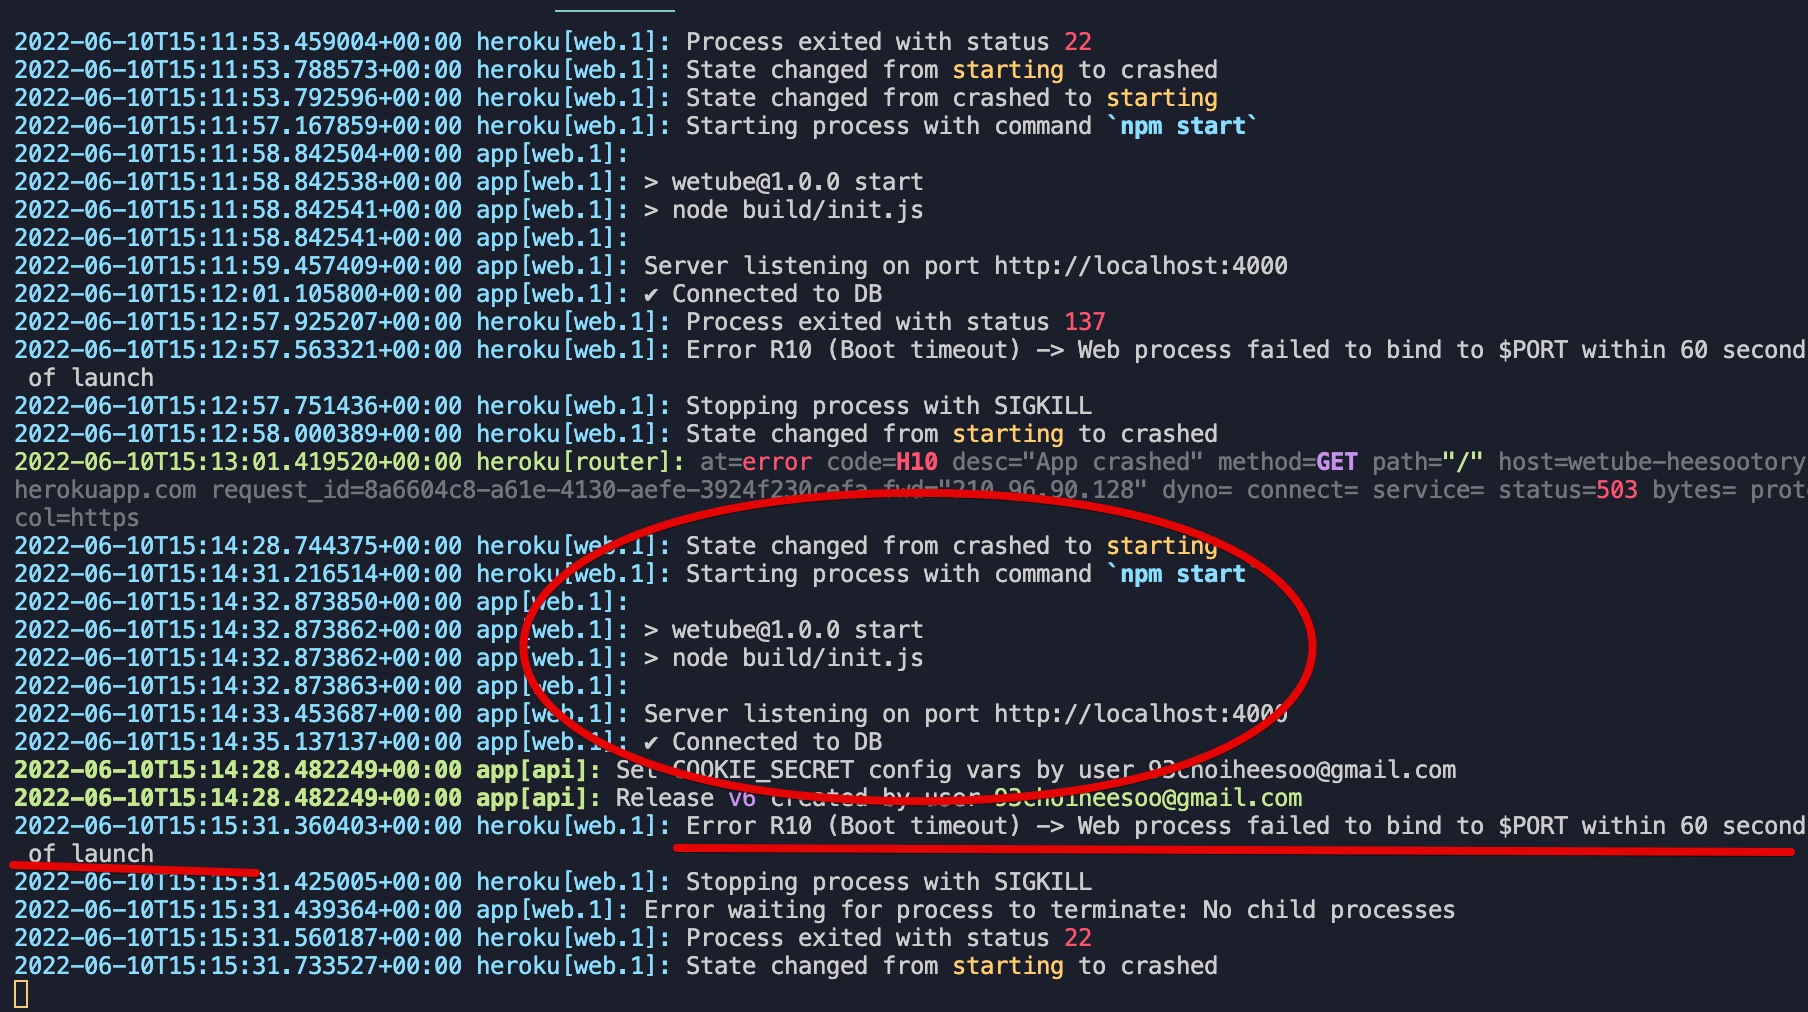 2022-06-10T15:11:53.459004+00:00 heroku[web.1]: Process exited with status 22
2022-06-10T15:11:53.788573+00:00 heroku[web.1]: State changed from starting to crashed
2022-06-10T15:11:53.792596+00:00 heroku[web.1]: State changed from crashed to starting
2022-06-10T15:11:57.167859+00:00 heroku[web.1]: Starting process with command `npm start`
2022-06-10T15:11:58.842504+00:00 app[web.1]:
2022-06-10T15:11:58.842538+00:00 app[web.1]: > wetube@1.0.0 start
2022-06-10T15:11:58.842541+00:00 app[web.1]: > node build/init.js
2022-06-10T15:11:58.842541+00:00 app[web.1]:
2022-06-10T15:11:59.457409+00:00 app[web.1]: Server listening on port http://localhost:4000
2022-06-10T15:12:01.105800+00:00 app[web.1]: ✔ Connected to DB
2022-06-10T15:12:57.925207+00:00 heroku[web.1]: Process exited with status 137
2022-06-10T15:12:57.563321+00:00 heroku[web.1]: Error R10 (Boot timeout) -> Web process failed to bind to $PORT within 60 second
of launch
2022-06-10T15:12:57.751436+00:00 heroku[web.1]: Stopping process with SIGKILL
2022-06-10T15:12:58.000389+00:00 heroku[web.1]: State changed from starting to crashed
2022-06-10T15:13:01.419520+00:00 heroku[router]: at=error code=H10 desc="App crashed" method=GET path="/" host=wetube-heesootory
herokuapp.com request_id=8a6604c8-a61e-4130-aefe-3924f230cefa fwd="210.96.90.128" dyno= connect= service= status=503 bytes= proto
col=https
2022-06-10T15:14:28.744375+00:00 heroku[web.1]: State changed from crashed to starting
2022-06-10T15:14:31.216514+00:00 heroku[web.1]: Starting process with command `npm start`
2022-06-10T15:14:32.873850+00:00 app[web.1]:
2022-06-10T15:14:32.873862+00:00 app[web.1]: > wetube@1.0.0 start
2022-06-10T15:14:32.873862+00:00 app[web.1]: > node build/init.js
2022-06-10T15:14:32.873863+00:00 app[web.1]:
2022-06-10T15:14:33.453687+00:00 app[web.1]: Server listening on port http://localhost:4000
2022-06-10T15:14:35.137137+00:00 app[web.1]: ✔ Connected to DB
2022-06-10T15:14:28.482249+00:00 app[api]: Set COOKIE_SECRET config vars by user 93choiheesoo@gmail.com
2022-06-10T15:14:28.482249+00:00 app[api]: Release v6 created by user 93choiheesoo@gmail.com
2022-06-10T15:15:31.360403+00:00 heroku[web.1]: Error R10 (Boot timeout) -> Web process failed to bind to $PORT within 60 second
of launch
2022-06-10T15:15:31.425005+00:00 heroku[web.1]: Stopping process with SIGKILL
2022-06-10T15:15:31.439364+00:00 app[web.1]: Error waiting for process to terminate: No child processes
2022-06-10T15:15:31.560187+00:00 heroku[web.1]: Process exited with status 22
2022-06-10T15:15:31.733527+00:00 heroku[web.1]: State changed from starting to crashed